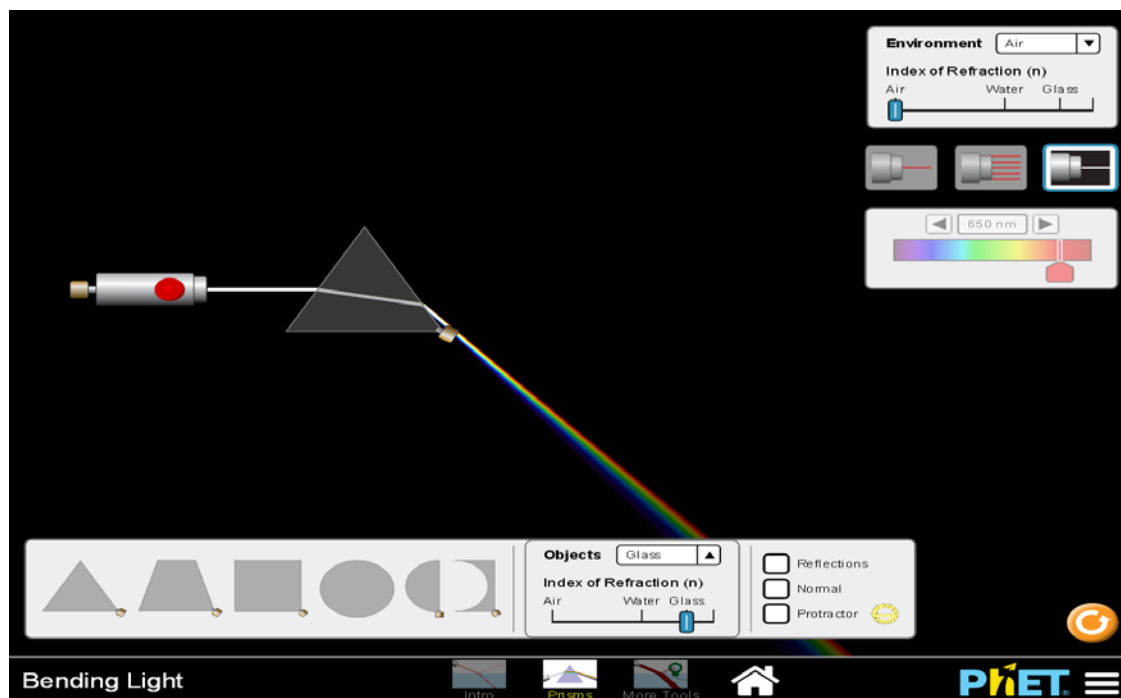 Environment Air
Index of Refraction (n)
Air Water Glass
650 nm
Objects Glass
Index of Refraction (n)
Air Water Glass
Reflections
Normal
Protractor
Bending Light
Intro
Prisms
More Tools
PhET